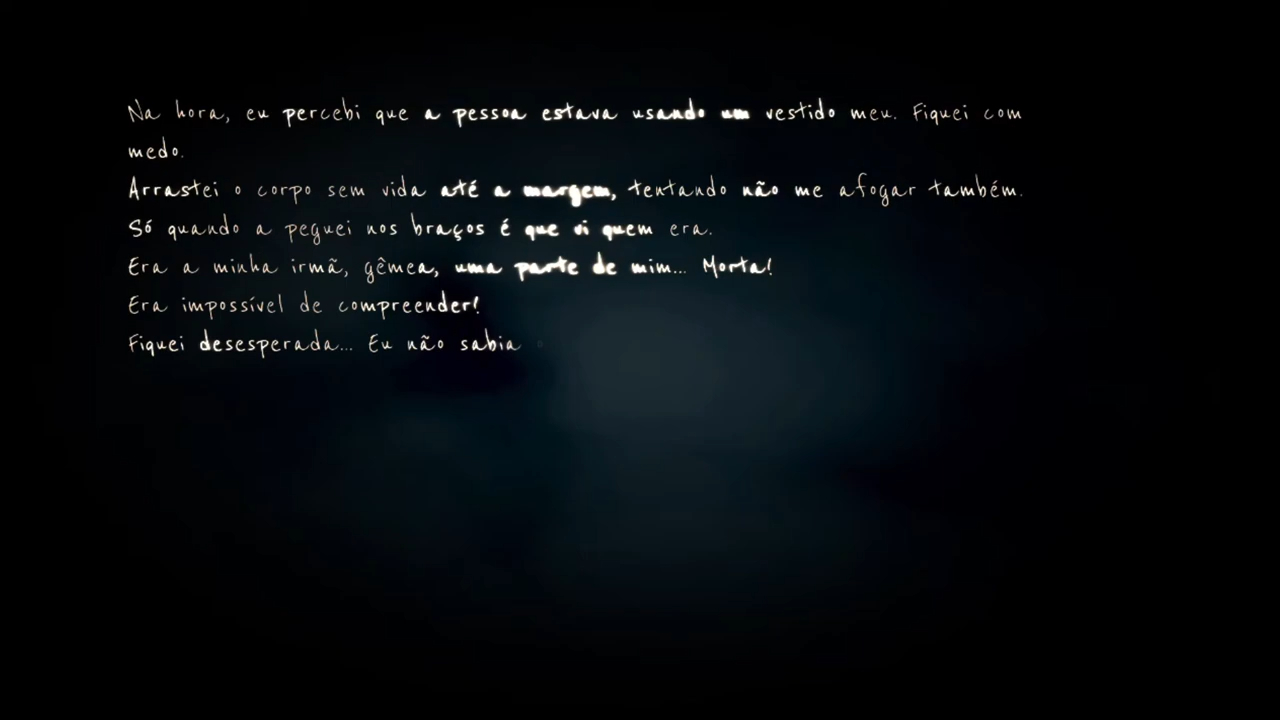 Na hora, eu percebi que a pessoa estava usando um vestido meu. Fiquei com
medo.
Arrastei o corpo sem vida até a margem, tentando não me afogar também.
Só quando a peguei nos braços é que vi quem era.
Era a minha irmã, gêmea, uma parte de mim... Morta!
Era impossível de compreender!
Fiquei desesperada... Eu não sabia